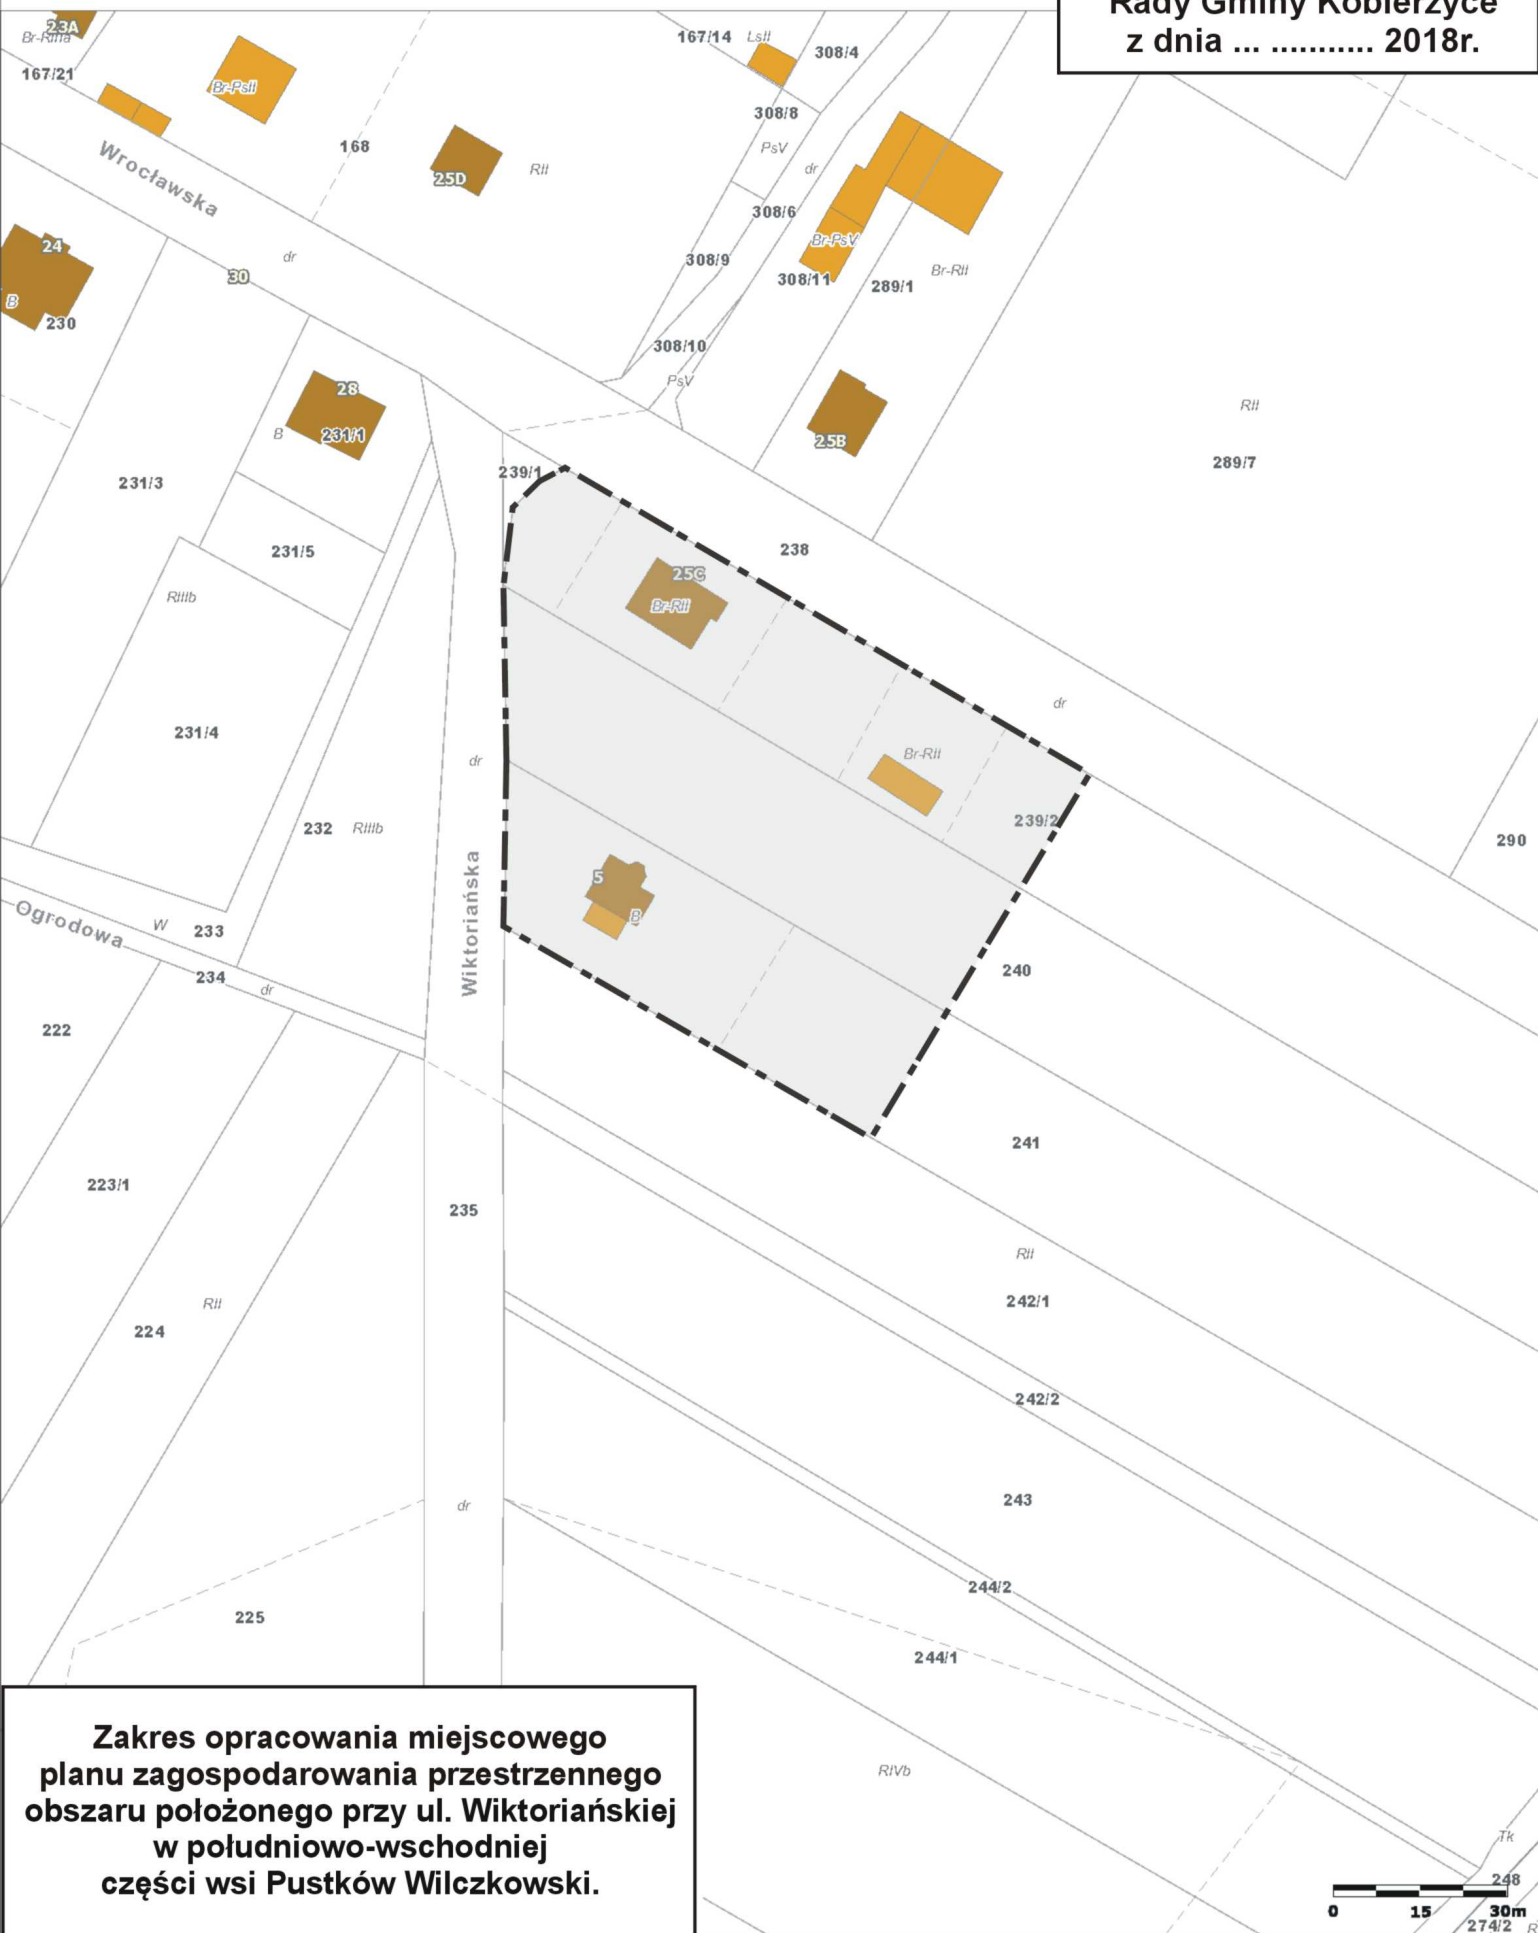 Rady Gminy Kobierzyce
z dnia ... ........... 2018r.
23A
Br-RIIIa
167/21
Br-PsII
168
25D
RII
167/14
LsII
308/4
308/8
PsV
dr
308/6
308/9
Br-PsV
308/11
289/1
Br-RII
Wrocławska
24
B
230
30
dr
308/10
PsV
28
231/1
B
25B
RII
289/7
231/3
239/1
231/5
238
25C
Br-RII
RIIIb
231/4
dr
dr
Br-RII
239/2
290
232
RIIIb
Wiktoriańska
5
B
Ogrodowa
W
233
234
dr
240
222
241
223/1
235
RII
242/1
RII
224
242/2
243
dr
244/2
225
244/1
RIVb
Zakres opracowania miejscowego
planu zagospodarowania przestrzennego
obszaru położonego przy ul. Wiktoriańskiej
w południowo-wschodniej
części wsi Pustków Wilczkowski.
Tk
248
0 15 30m
274/2